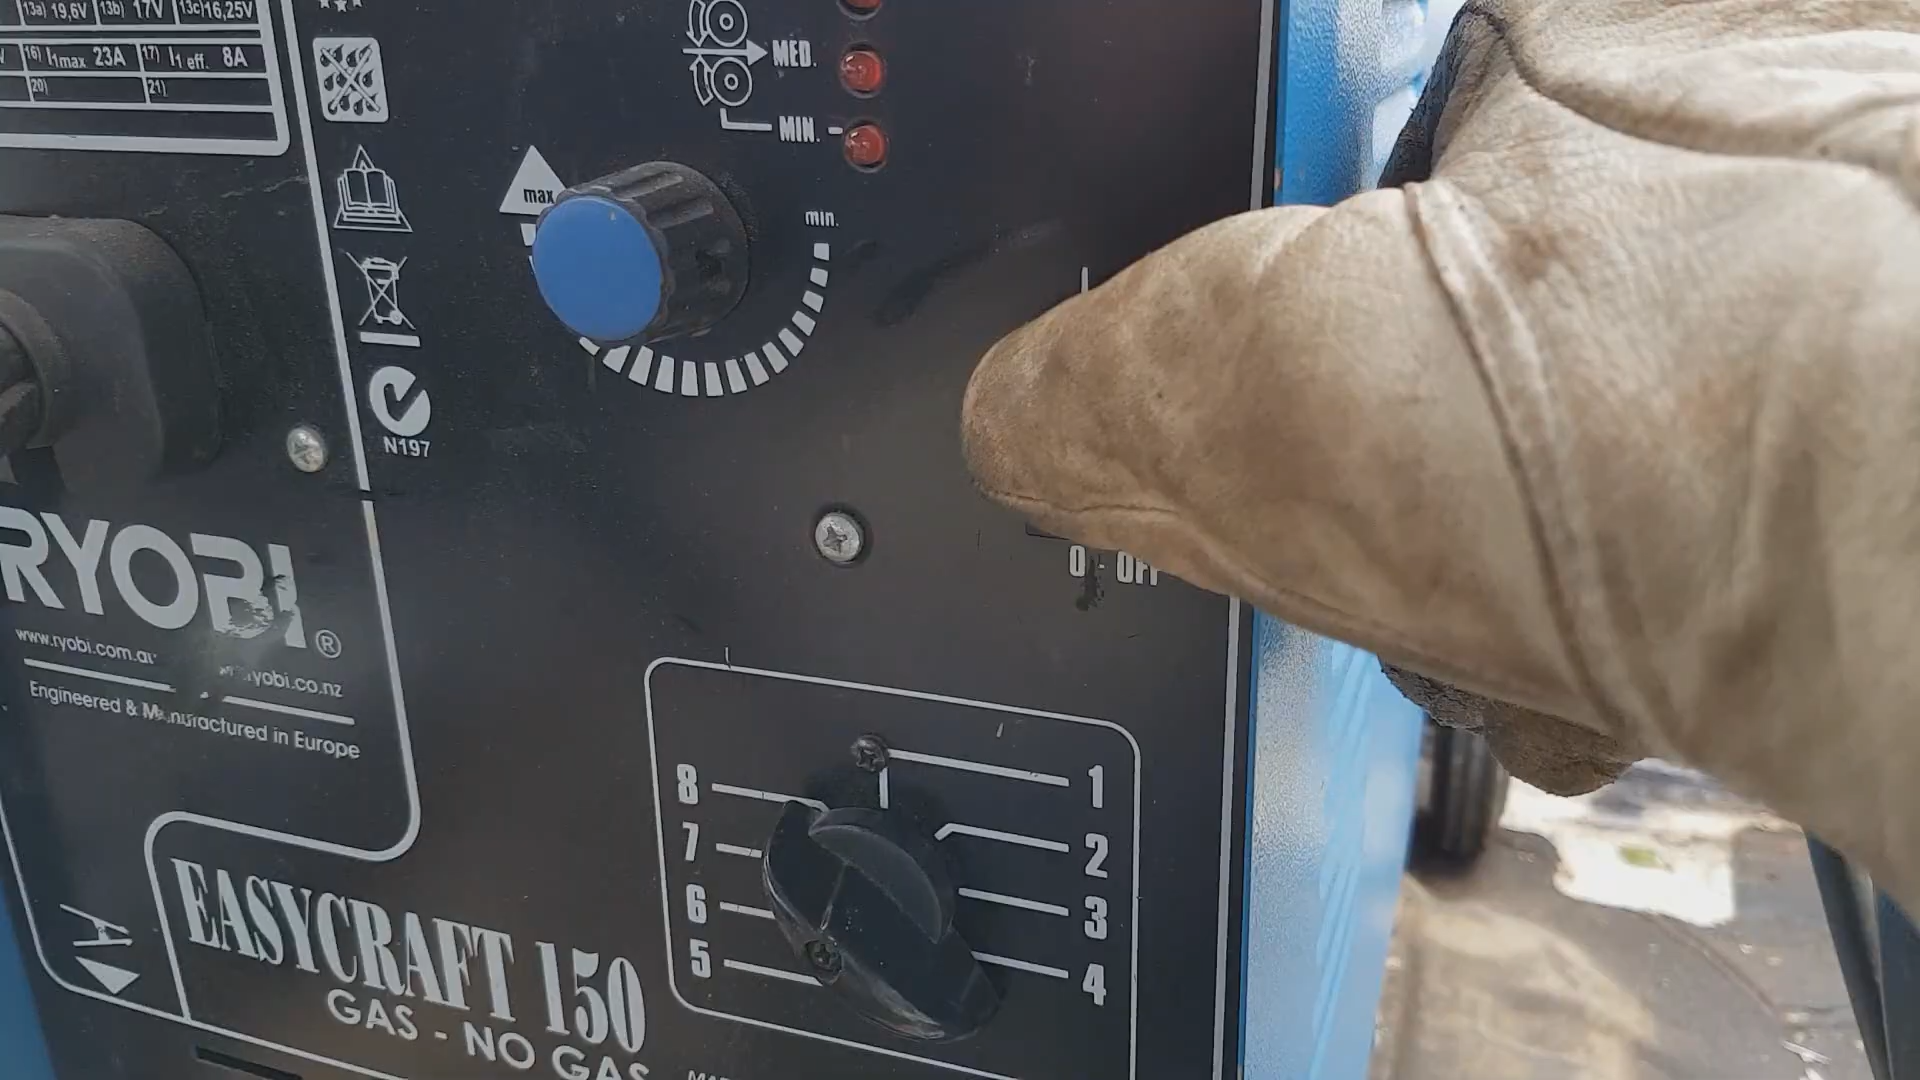 13a) 19,6V 13b) 17V 13c) 16,25V
16) I1max 23A 17) I1 eff. 8A
20) 21)
MED.
MIN.
max
min.
N197
RYOBI®
www.ryobi.com.au
ryobi.co.nz
Engineered & Manufactured in Europe
0 - OFF
8 1
7 2
6 3
5 4
EASYCRAFT 150
GAS - NO GAS